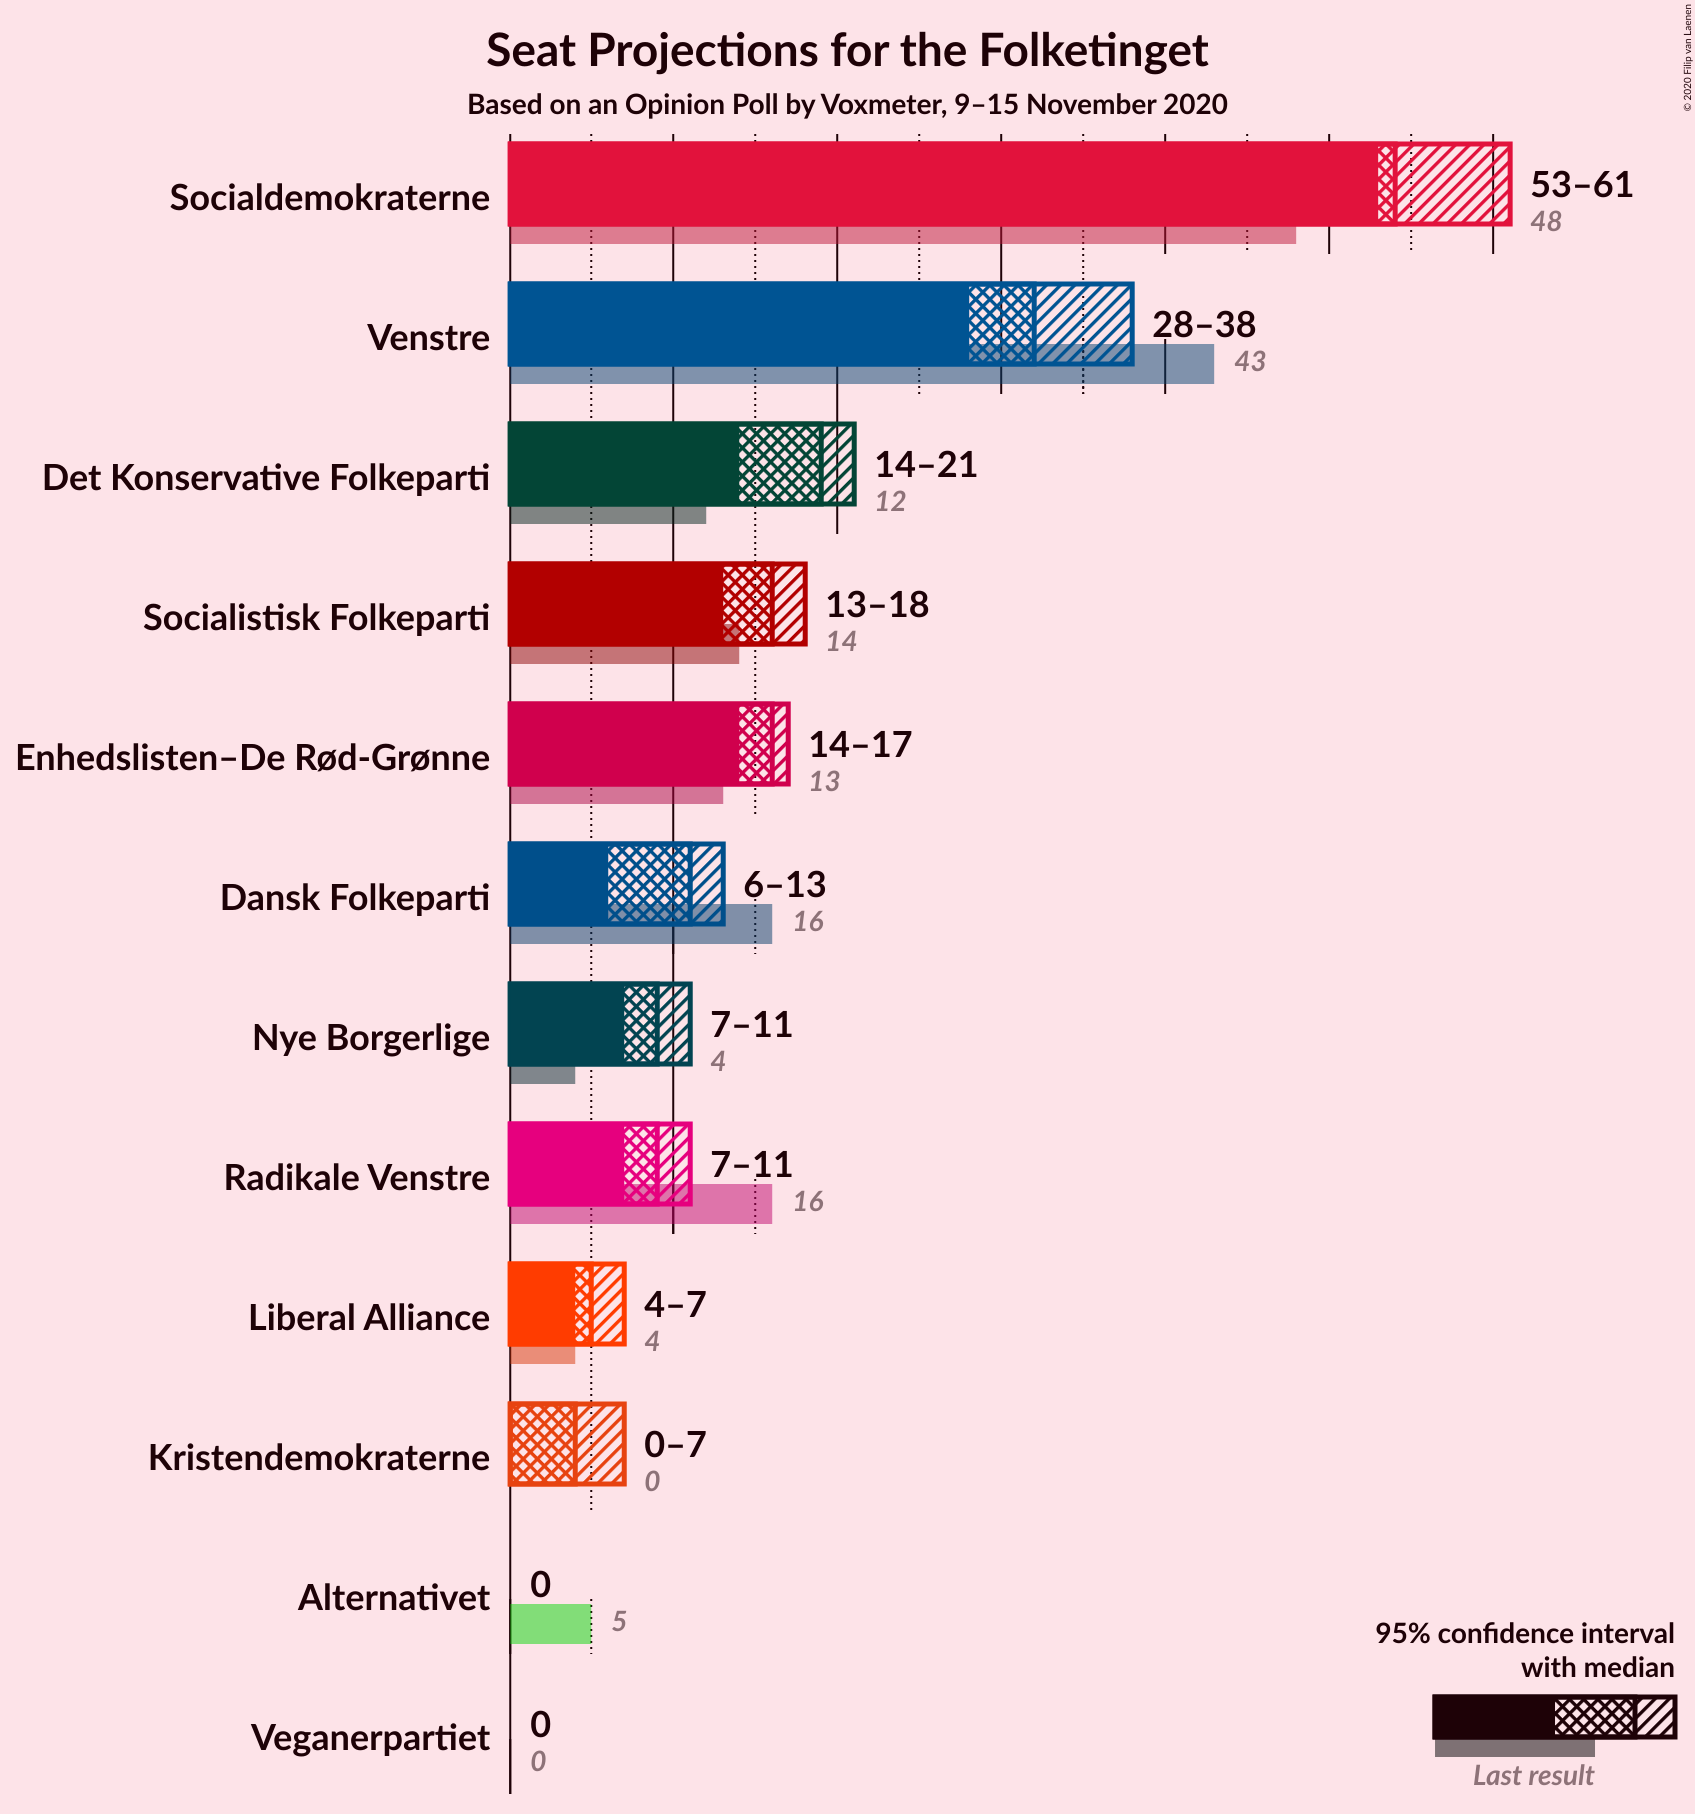 Seat Projections for the Folketinget
Based on an Opinion Poll by Voxmeter, 9–15 November 2020
© 2020 Filip van Laenen
Socialdemokraterne
53–61
48
Venstre
28–38
43
Det Konservative Folkeparti
14–21
12
Socialistisk Folkeparti
13–18
14
Enhedslisten–De Rød-Grønne
14–17
13
Dansk Folkeparti
6–13
16
Nye Borgerlige
7–11
4
Radikale Venstre
7–11
16
Liberal Alliance
4–7
4
Kristendemokraterne
0–7
0
Alternativet
0
5
Veganerpartiet
0
0
95% confidence interval
with median
Last result